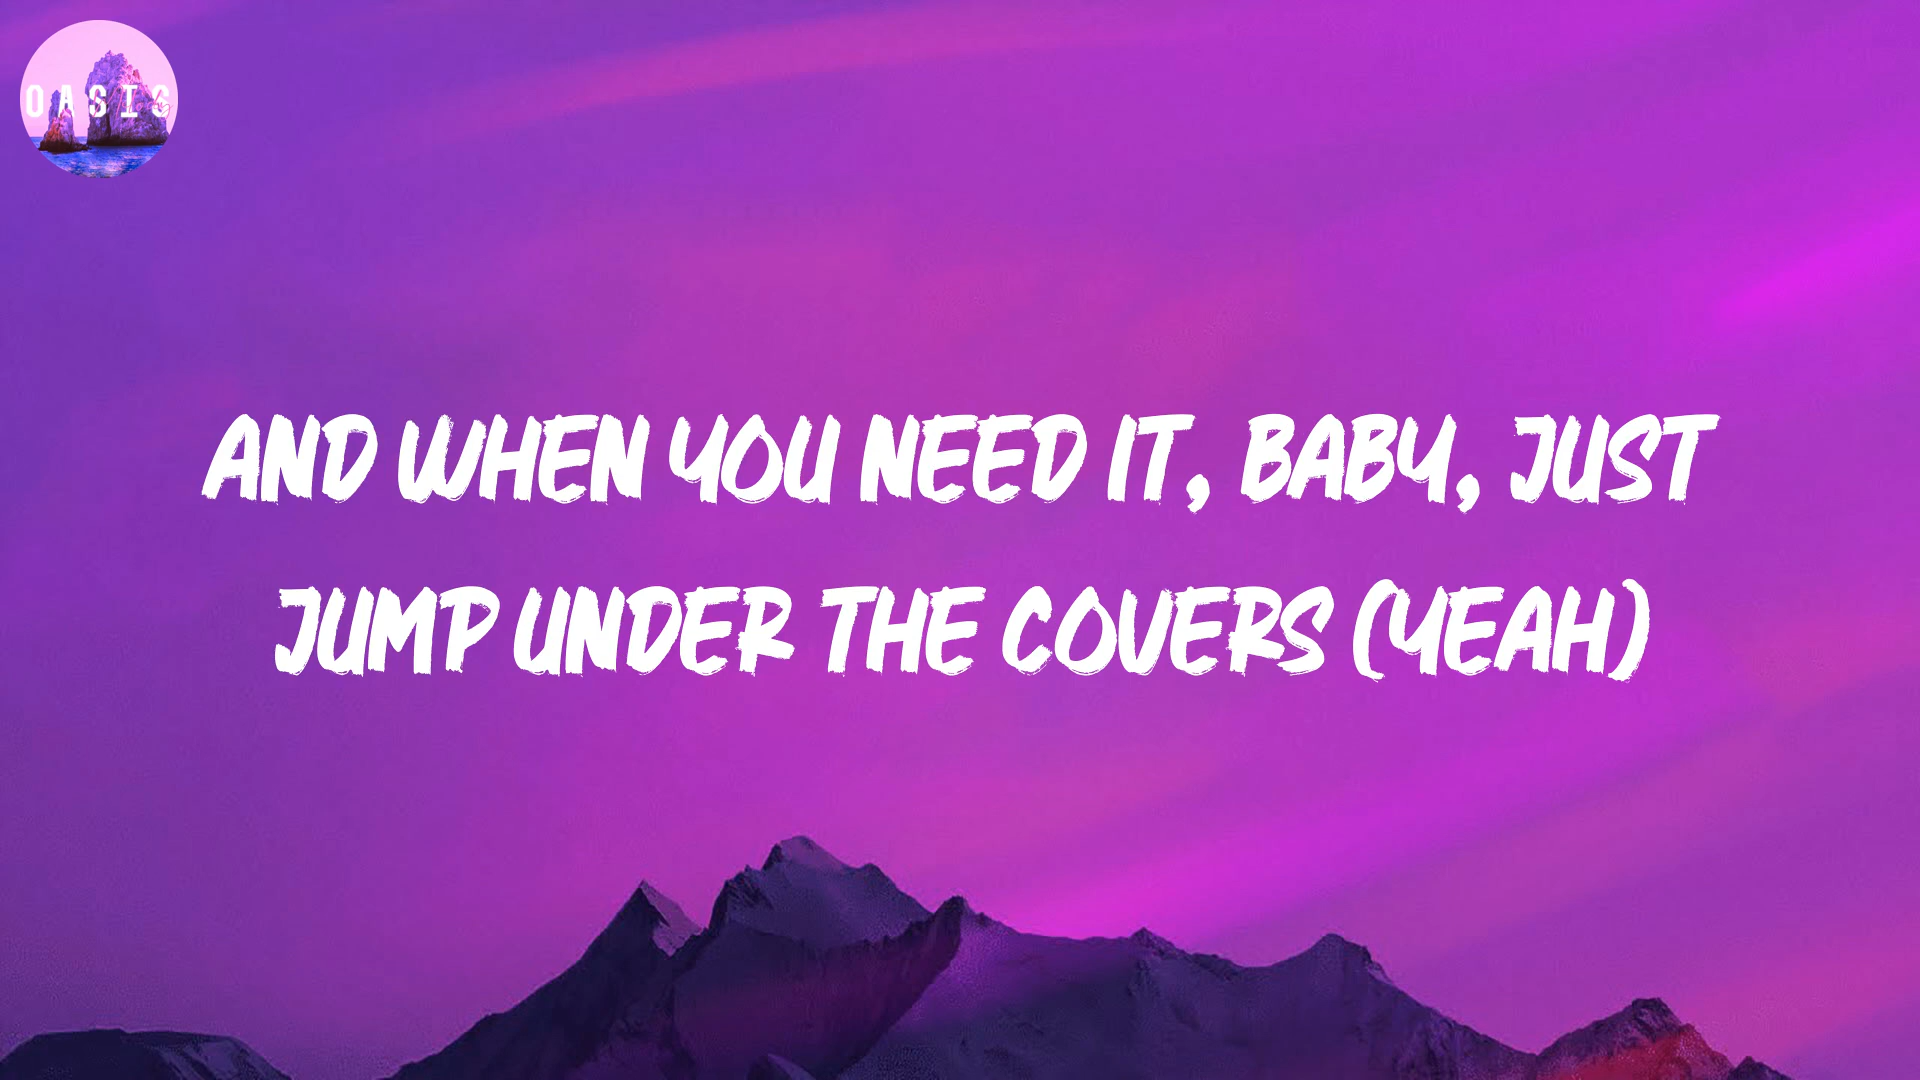 OASIS
AND WHEN YOU NEED IT, BABY, JUST
JUMP UNDER THE COVERS (YEAH)